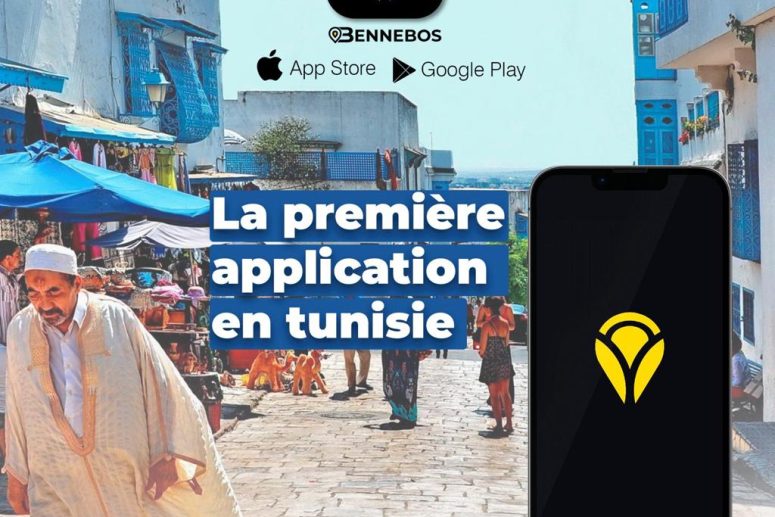 BENNEBOS
App Store Google Play
La première
application
en tunisie